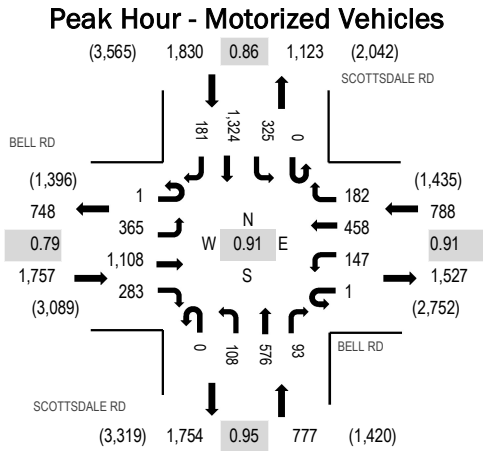 Peak Hour - Motorized Vehicles
(3,565) 1,830 0.86 1,123 (2,042)
SCOTTSDALE RD
181 1,324 325 0
BELL RD
(1,396)
748
0.79
1,757
(3,089)
1
365
1,108
283
N
W 0.91 E
S
182
458
147
1
(1,435)
788
0.91
1,527
(2,752)
0 108 576 93
BELL RD
SCOTTSDALE RD
(3,319) 1,754 0.95 777 (1,420)